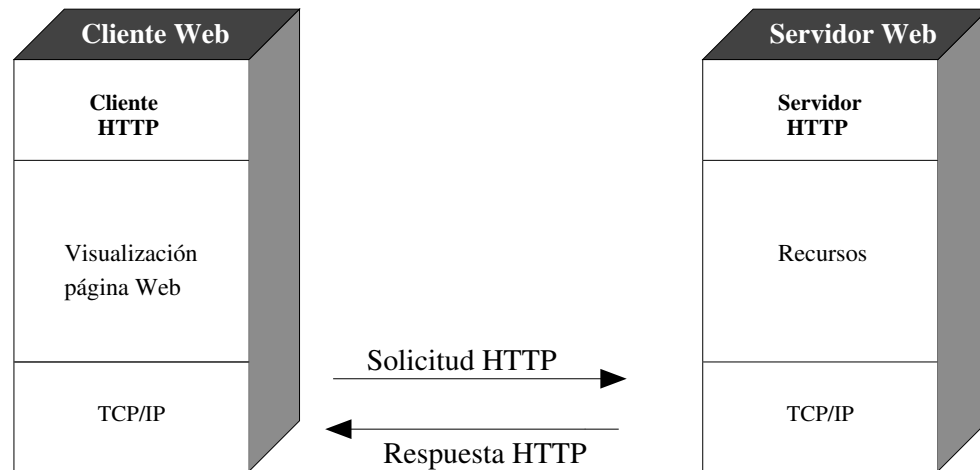 Cliente Web
Servidor Web
Cliente
HTTP
Servidor
HTTP
Visualización
página Web
Recursos
Solicitud HTTP
TCP/IP
TCP/IP
Respuesta HTTP